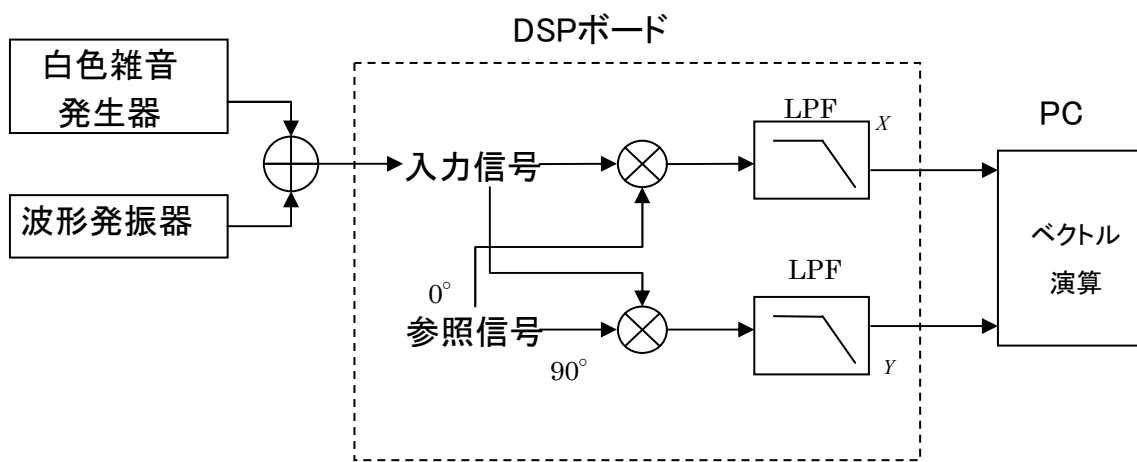 DSPボード
白色雑音
発生器
波形発振器
入力信号
参照信号
0°
90°
LPF
X
LPF
Y
PC
ベクトル
演算